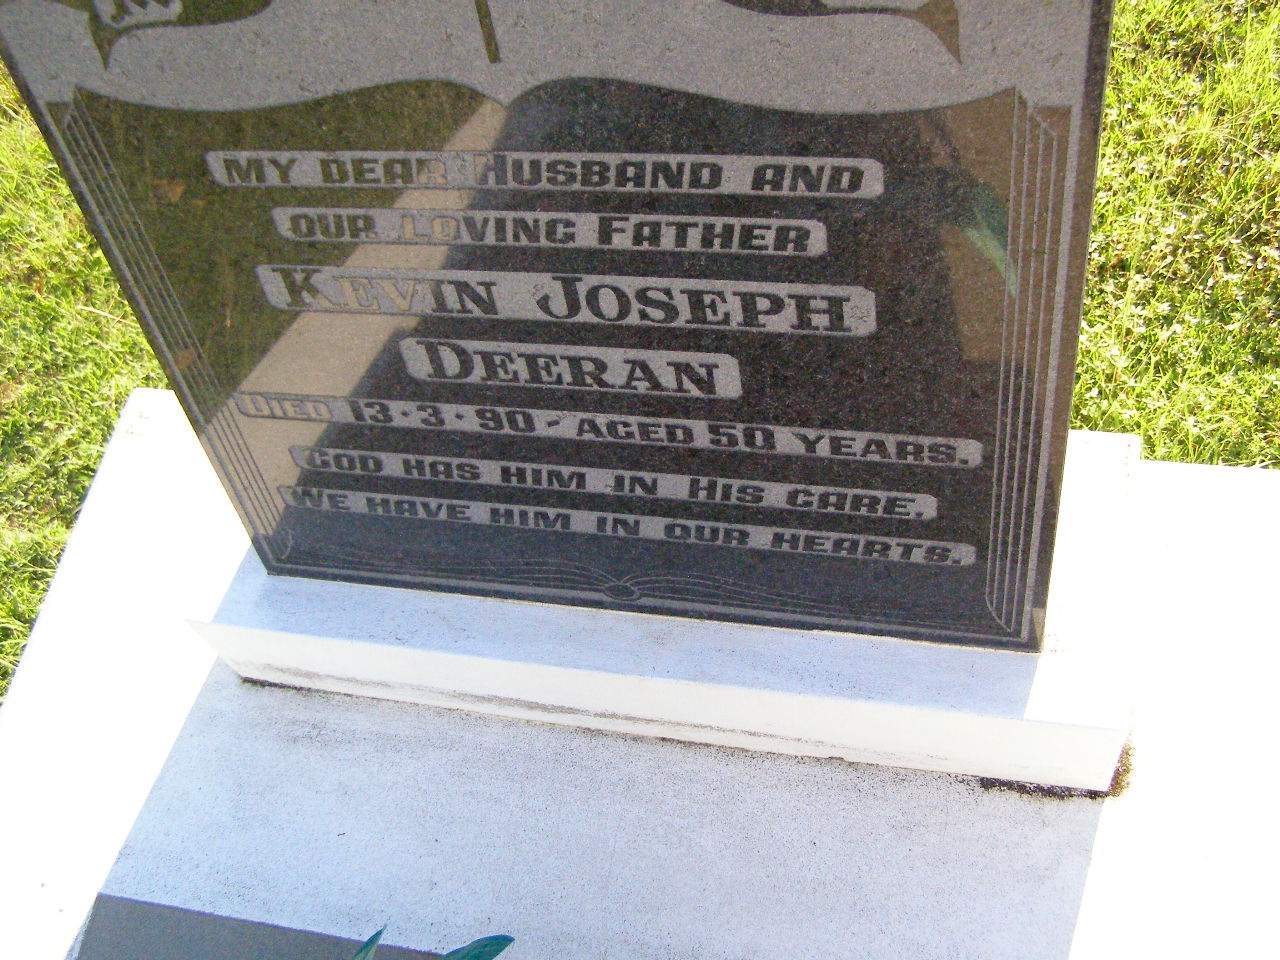 MY DEAR HUSBAND AND
OUR LOVING FATHER
KEVIN JOSEPH
DEERAN
DIED 13·3·90 - AGED 50 YEARS.
GOD HAS HIM IN HIS CARE.
WE HAVE HIM IN OUR HEARTS.